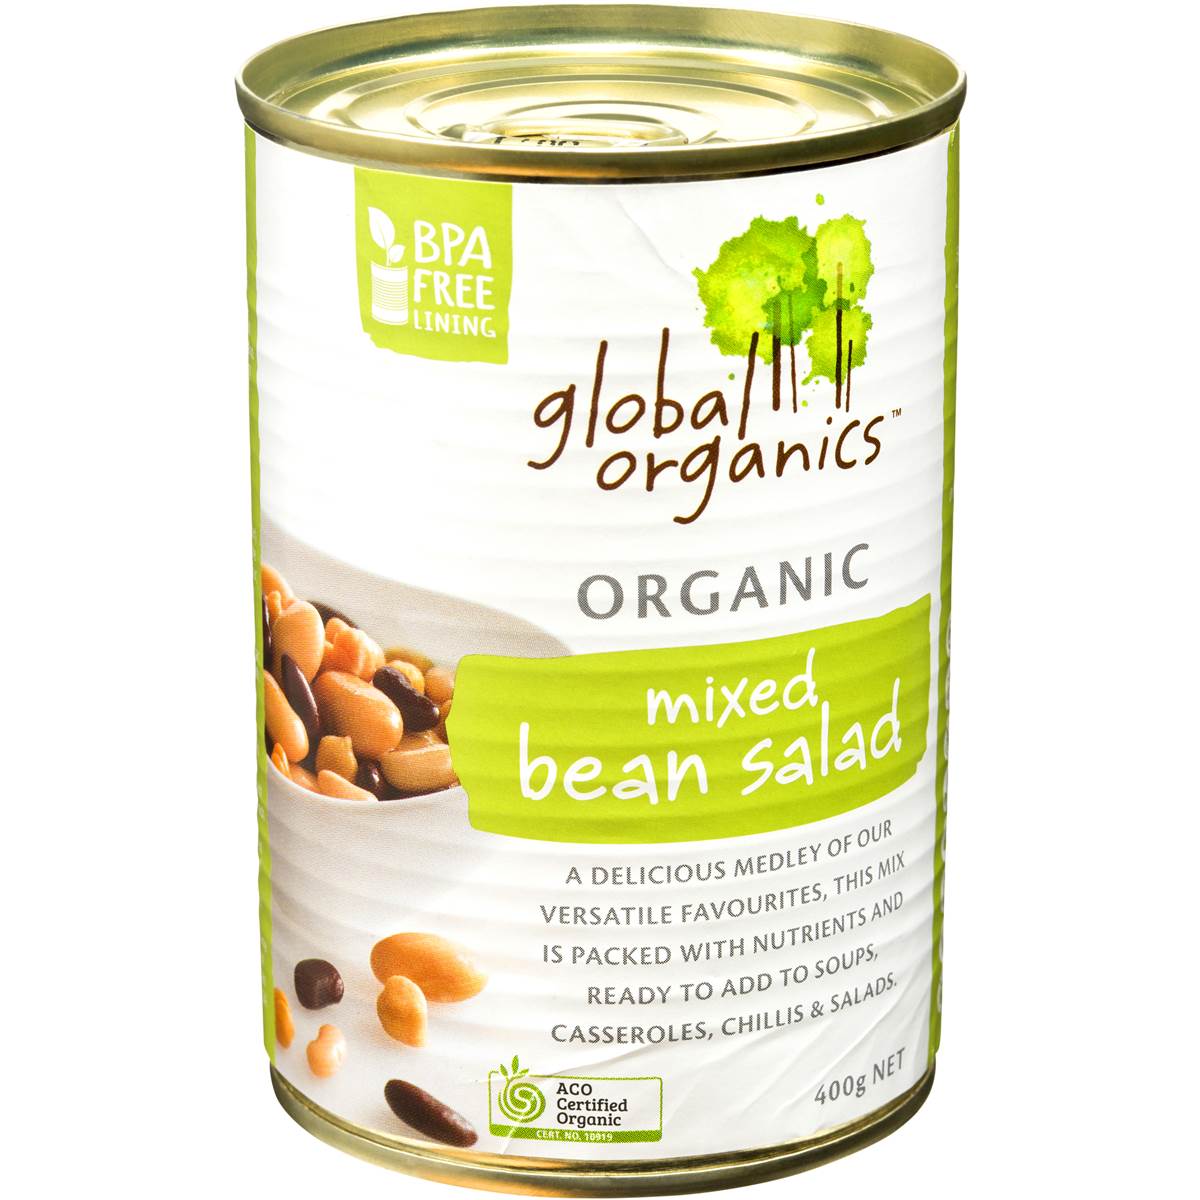 BPA
FREE
LINING
global
organics™
ORGANIC
mixed
bean salad
A DELICIOUS MEDLEY OF OUR
VERSATILE FAVOURITES, THIS MIX
IS PACKED WITH NUTRIENTS AND
READY TO ADD TO SOUPS,
CASSEROLES, CHILLIS & SALADS.
400g NET
ACO
Certified
Organic
CERT. NO. 10919